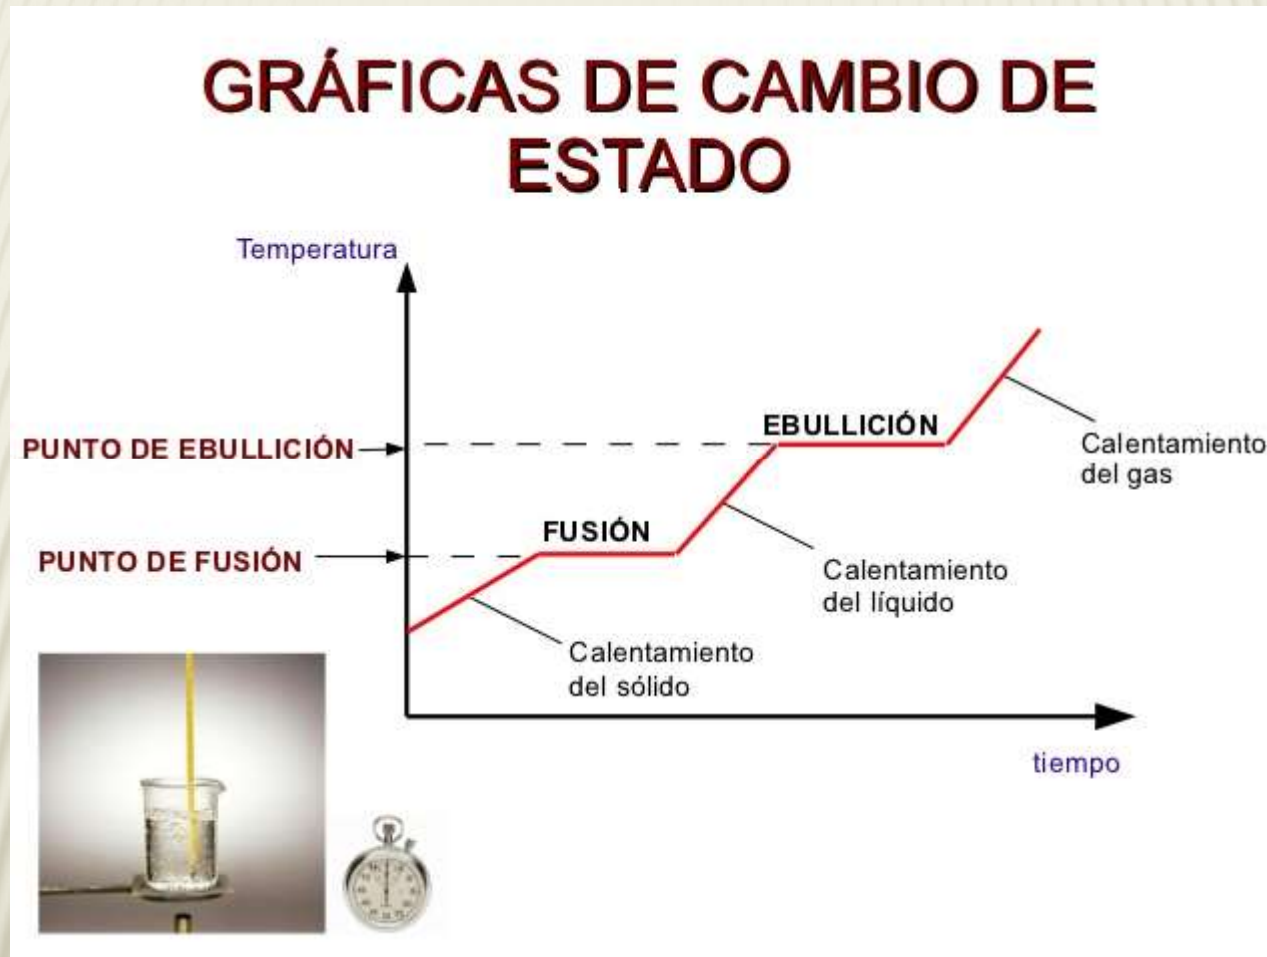 GRÁFICAS DE CAMBIO DE
ESTADO
Temperatura
EBULLICIÓN
PUNTO DE EBULLICIÓN
Calentamiento
del gas
FUSIÓN
PUNTO DE FUSIÓN
Calentamiento
del líquido
Calentamiento
del sólido
tiempo